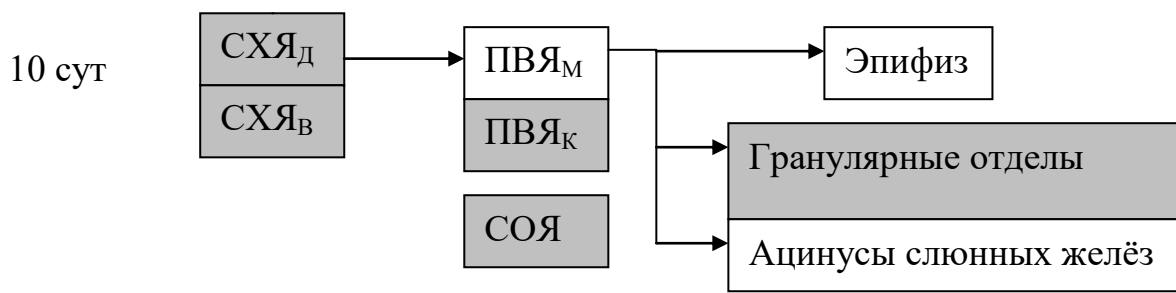 10 сут
СХЯД
СХЯВ
ПВЯМ
ПВЯК
СОЯ
Эпифиз
Гранулярные отделы
Ацинусы слюнных желёз